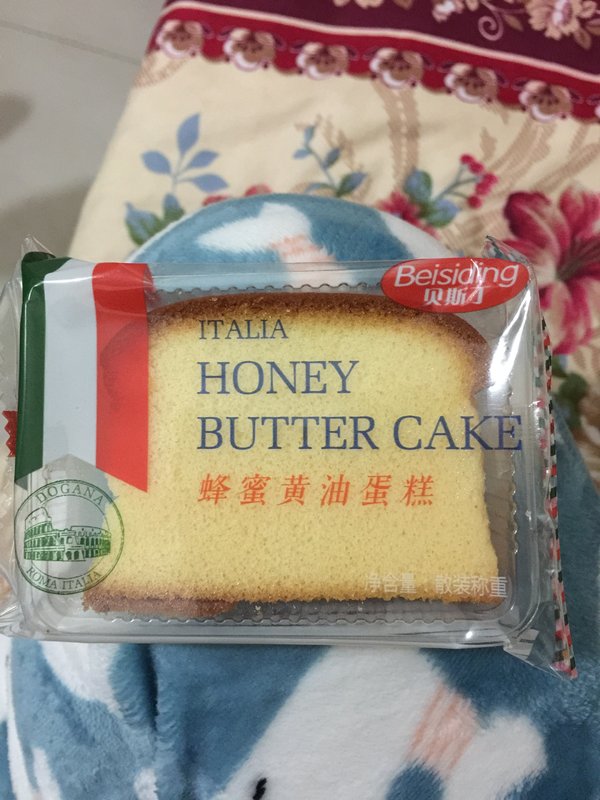 Beisiding
贝斯丁
ITALIA
HONEY
BUTTER CAKE
蜂蜜黄油蛋糕
DOGANA
ROMA ITALIA
净含量：散装称重